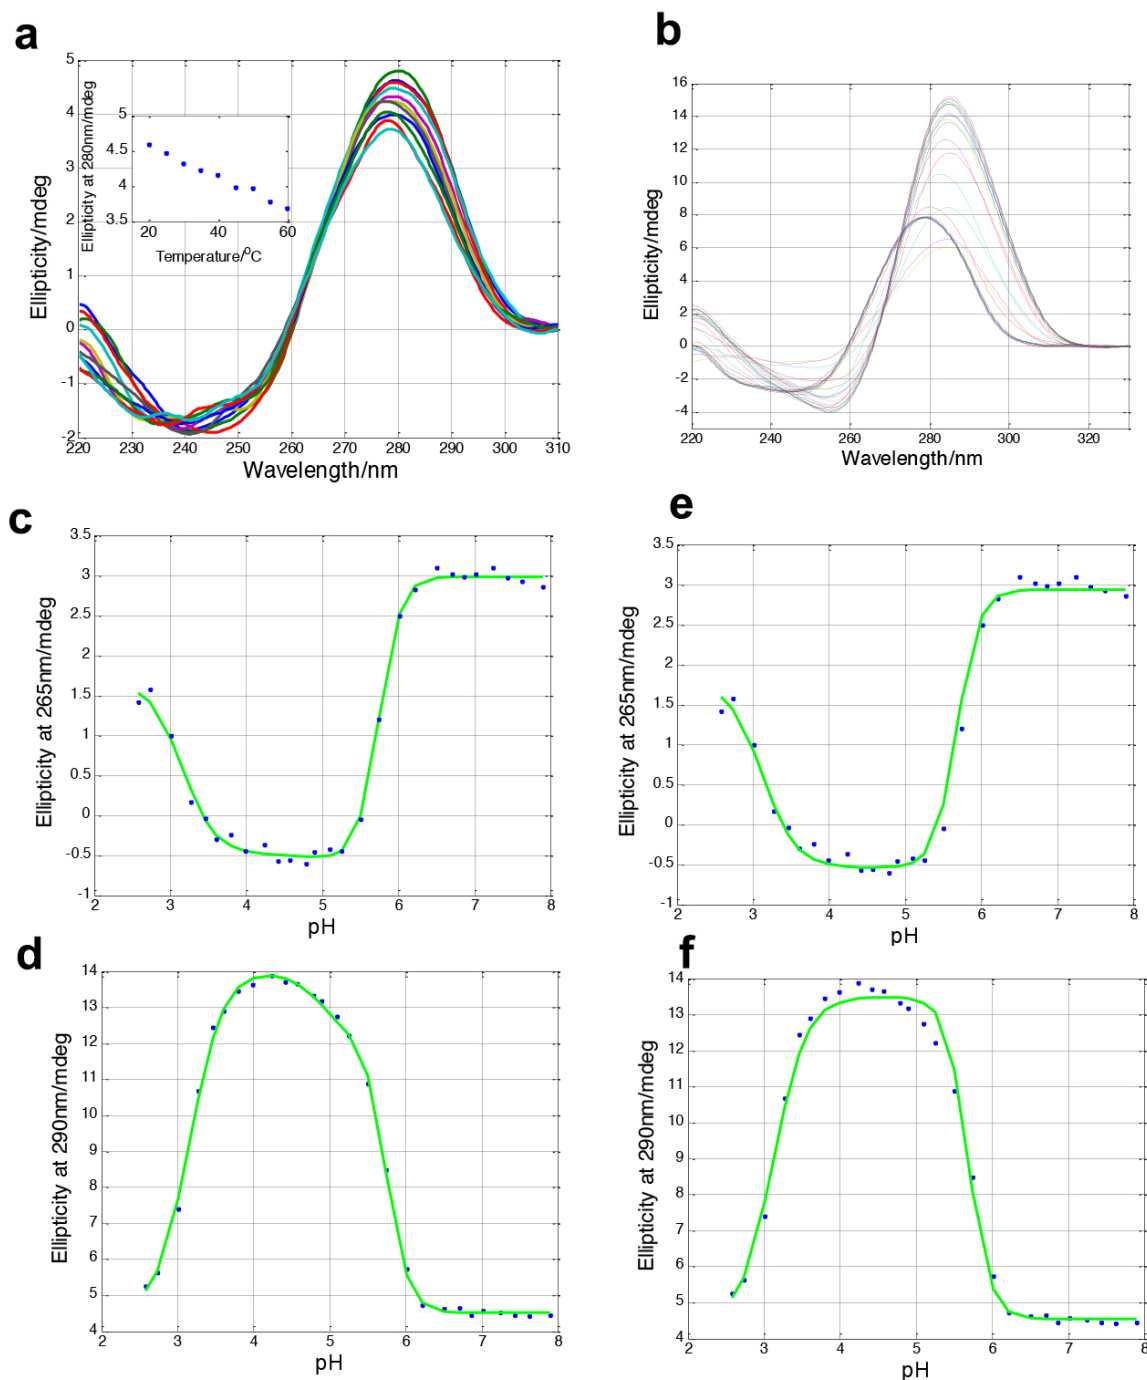 a
Ellipticity/mdeg
5
4
3
2
1
0
-1
-2
220 230 240 250 260 270 280 290 300 310
Wavelength/nm
Ellipticity at 280nm/mdeg
5
4.5
4
3.5
20 30 40 50 60
Temperature/°C
b
Ellipticity/mdeg
16
14
12
10
8
6
4
2
0
-2
-4
220 240 260 280 300 320
Wavelength/nm
c
Ellipticity at 265nm/mdeg
3.5
3
2.5
2
1.5
1
0.5
0
-0.5
-1
2 3 4 5 6 7 8
pH
e
Ellipticity at 265nm/mdeg
3.5
3
2.5
2
1.5
1
0.5
0
-0.5
-1
2 3 4 5 6 7 8
pH
d
Ellipticity at 290nm/mdeg
14
13
12
11
10
9
8
7
6
5
4
2 3 4 5 6 7 8
pH
f
Ellipticity at 290nm/mdeg
14
13
12
11
10
9
8
7
6
5
4
2 3 4 5 6 7 8
pH